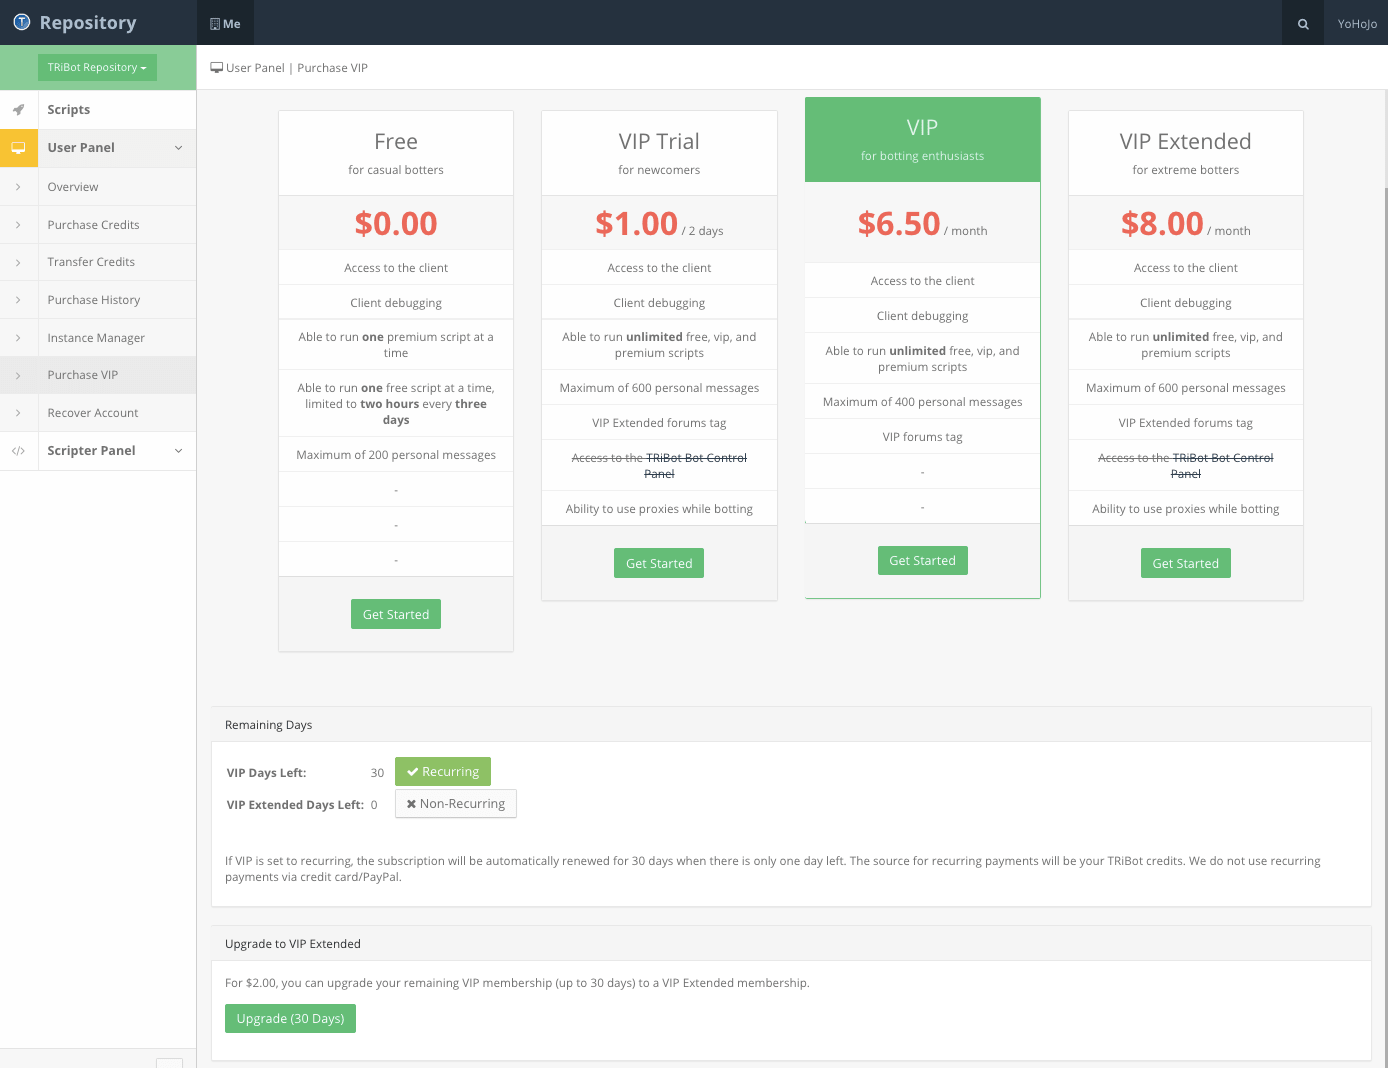 Repository
Me
YoHoJo
TRiBot Repository
User Panel | Purchase VIP
Scripts
User Panel
Overview
Purchase Credits
Transfer Credits
Purchase History
Instance Manager
Purchase VIP
Recover Account
Scripter Panel
Free
for casual botters
$0.00
Access to the client
Client debugging
Able to run one premium script at a
time
Able to run one free script at a time,
limited to two hours every three
days
Maximum of 200 personal messages
-
-
-
Get Started
VIP Trial
for newcomers
$1.00 / 2 days
Access to the client
Client debugging
Able to run unlimited free, vip, and
premium scripts
Maximum of 600 personal messages
VIP Extended forums tag
Access to the TRiBot Bot Control
Panel
Ability to use proxies while botting
Get Started
VIP
for botting enthusiasts
$6.50 / month
Access to the client
Client debugging
Able to run unlimited free, vip, and
premium scripts
Maximum of 400 personal messages
VIP forums tag
-
-
Get Started
VIP Extended
for extreme botters
$8.00 / month
Access to the client
Client debugging
Able to run unlimited free, vip, and
premium scripts
Maximum of 600 personal messages
VIP Extended forums tag
Access to the TRiBot Bot Control
Panel
Ability to use proxies while botting
Get Started
Remaining Days
VIP Days Left: 30 Recurring
VIP Extended Days Left: 0 Non-Recurring
If VIP is set to recurring, the subscription will be automatically renewed for 30 days when there is only one day left. The source for recurring payments will be your TRiBot credits. We do not use recurring
payments via credit card/PayPal.
Upgrade to VIP Extended
For $2.00, you can upgrade your remaining VIP membership (up to 30 days) to a VIP Extended membership.
Upgrade (30 Days)